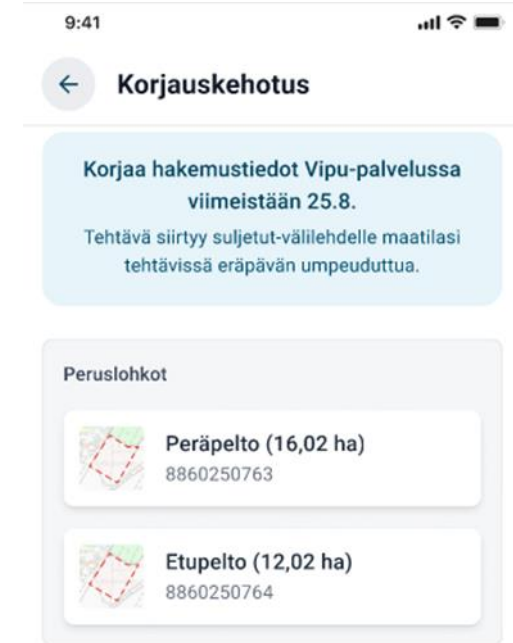 9:41
Korjauskehotus
Korjaa hakemustiedot Vipu-palvelussa
viimeistään 25.8.
Tehtävä siirtyy suljetut-välilehdelle maatilasi
tehtävissä eräpävän umpeuduttua.
Peruslohkot
Peräpelto (16,02 ha)
8860250763
Etupelto (12,02 ha)
8860250764